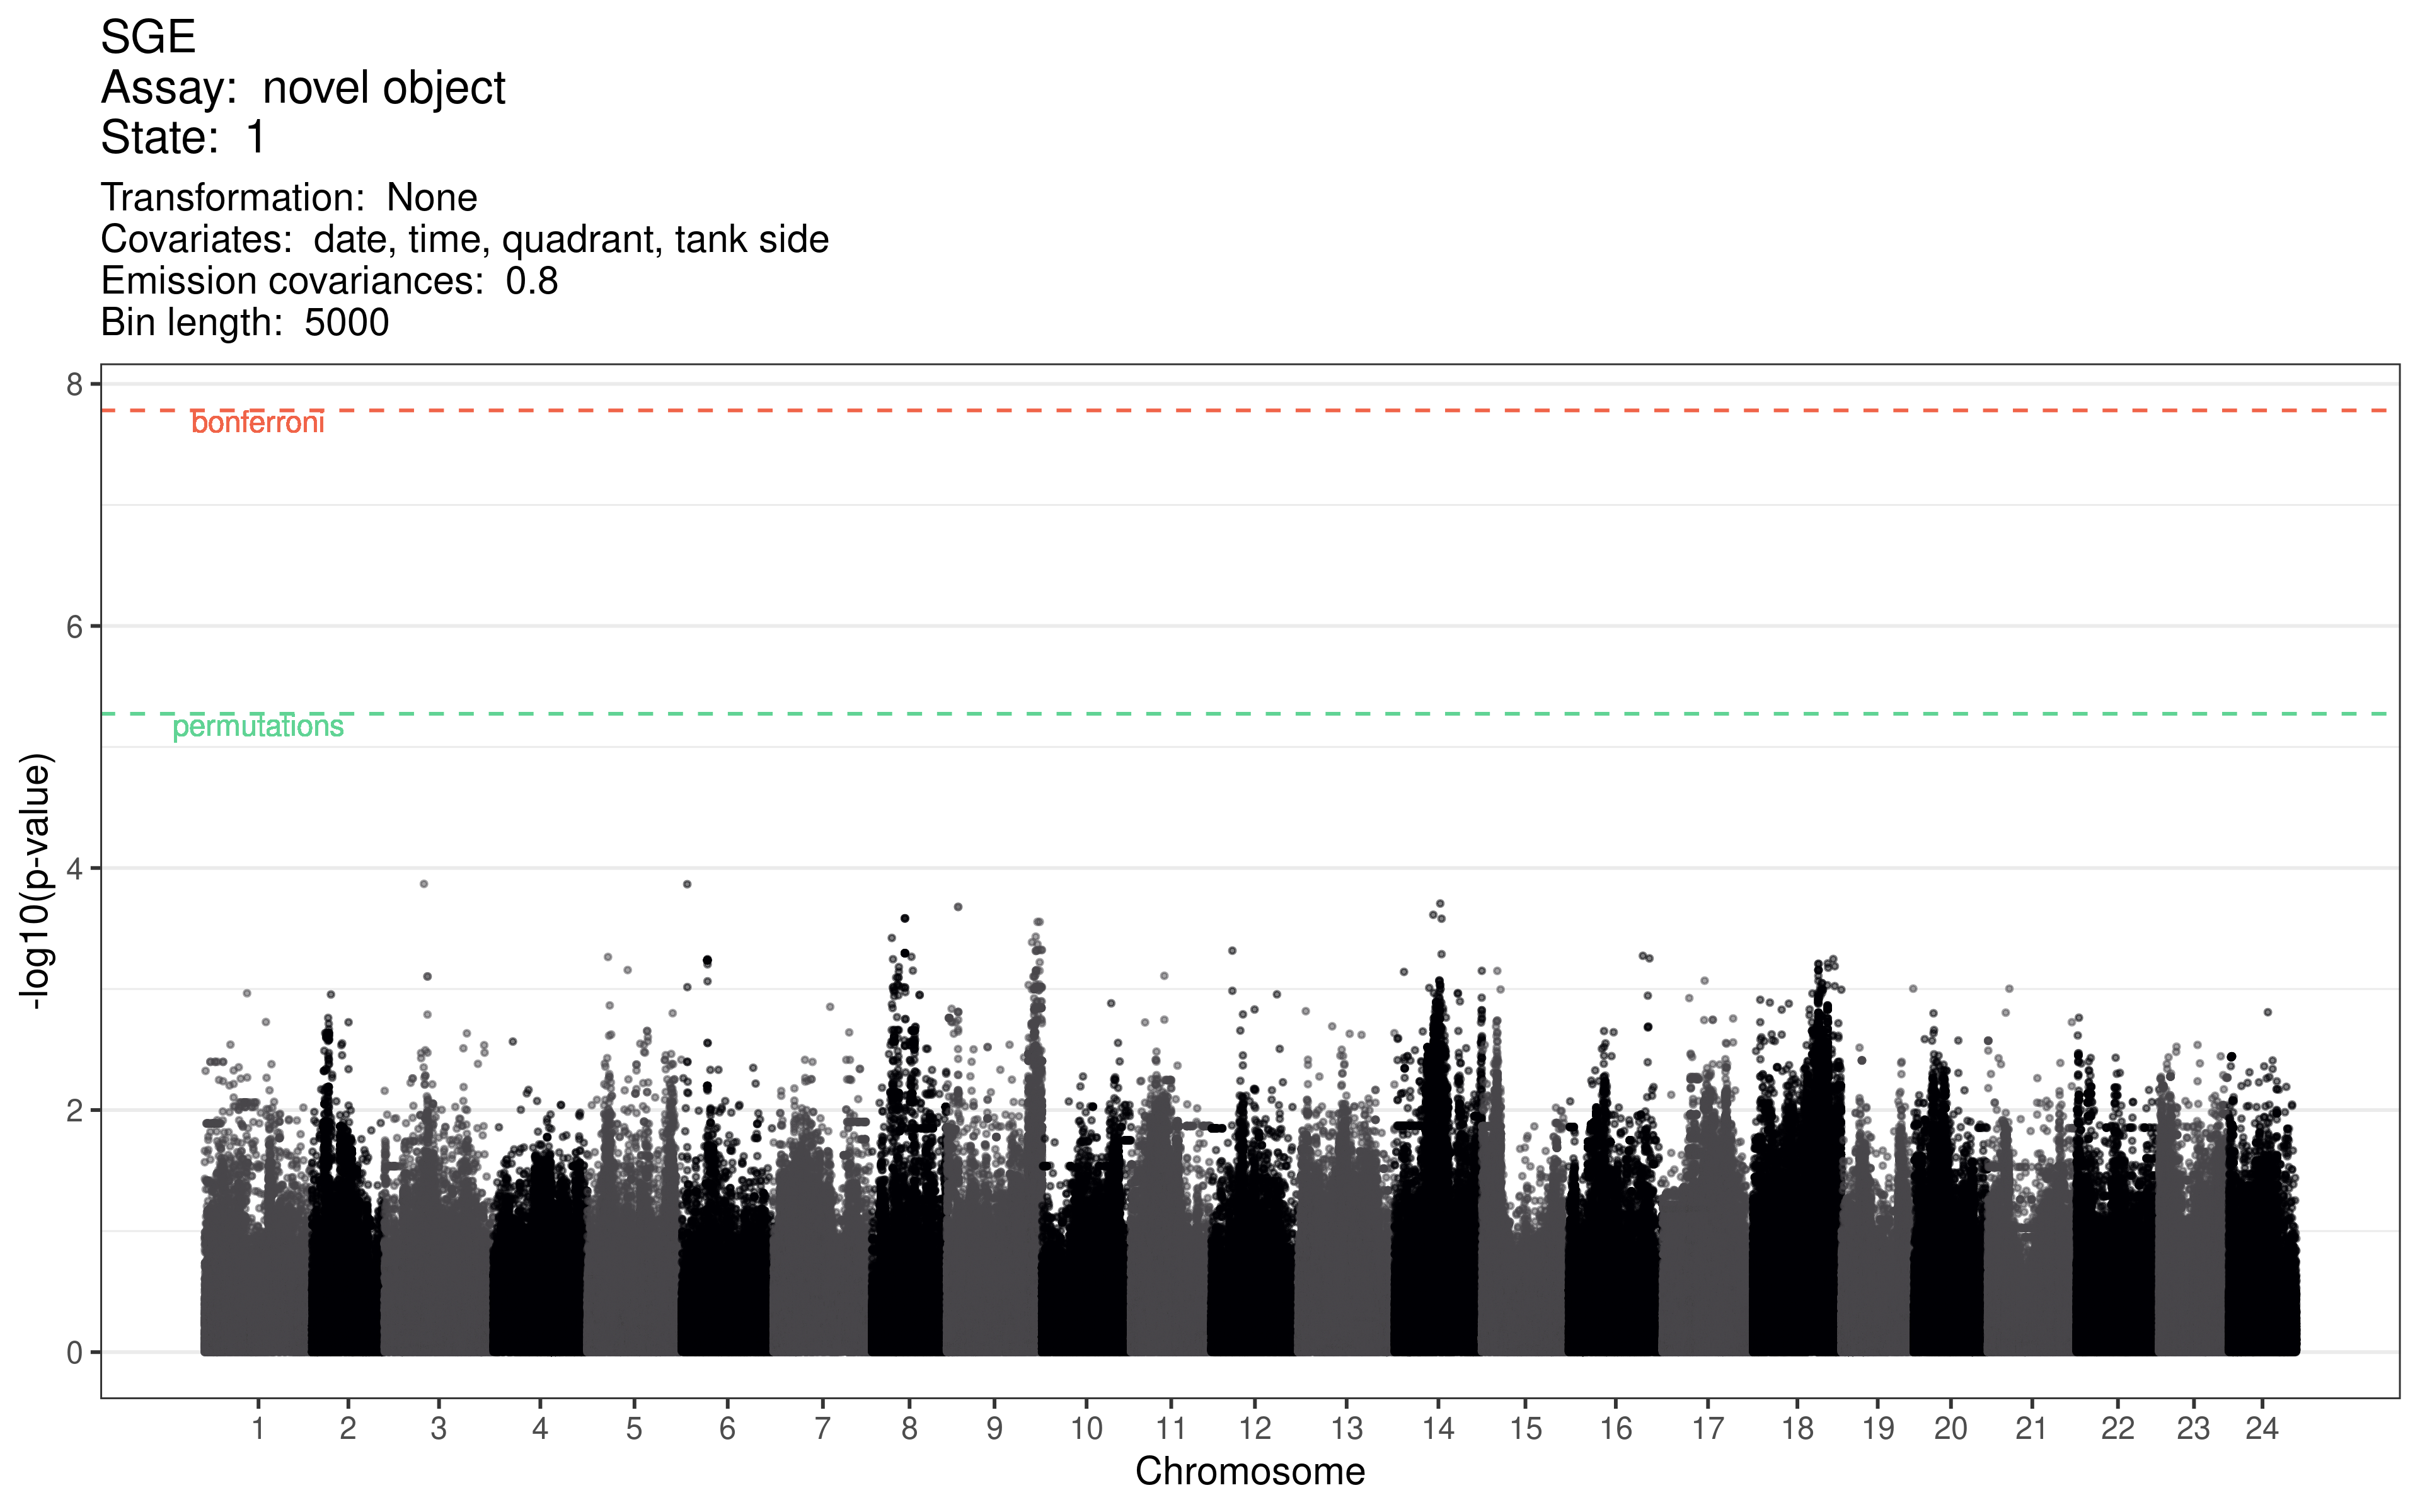 SGE
Assay: novel object
State: 1
Transformation: None
Covariates: date, time, quadrant, tank side
Emission covariances: 0.8
Bin length: 5000
8
bonferroni
6
permutations
4
2
0
-log10(p-value)
1 2 3 4 5 6 7 8 9 10 11 12 13 14 15 16 17 18 19 20 21 22 23 24
Chromosome